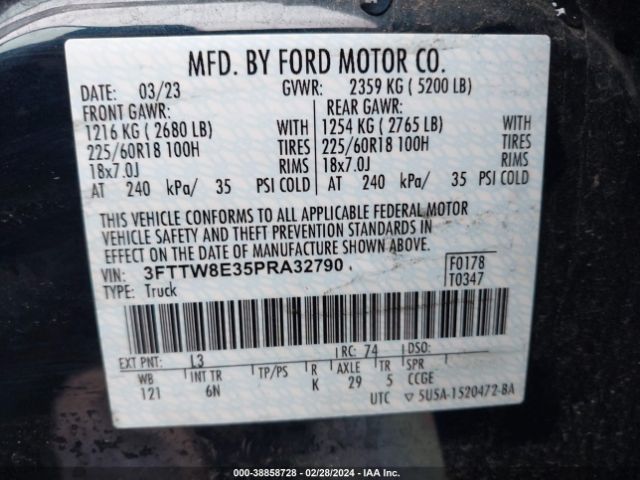 MFD. BY FORD MOTOR CO.
DATE: 03/23 GVWR: 2359 KG ( 5200 LB)
FRONT GAWR: REAR GAWR:
1216 KG ( 2680 LB) WITH 1254 KG ( 2765 LB) WITH
225/60R18 100H TIRES 225/60R18 100H TIRES
18x7.0J RIMS 18x7.0J RIMS
AT 240 kPa/ 35 PSI COLD AT 240 kPa/ 35 PSI COLD
THIS VEHICLE CONFORMS TO ALL APPLICABLE FEDERAL MOTOR
VEHICLE SAFETY AND THEFT PREVENTION STANDARDS IN
EFFECT ON THE DATE OF MANUFACTURE SHOWN ABOVE.
VIN: 3FTTW8E35PRA32790 F0178
TYPE: Truck T0347
EXT PNT: L3 RC: 74 DSO:
WB INT TR TP/PS R AXLE TR SPR
121 6N K 29 5 CCGE
UTC ▽ 5U5A-1520472-BA
000-38858728 - 02/28/2024 - IAA Inc.